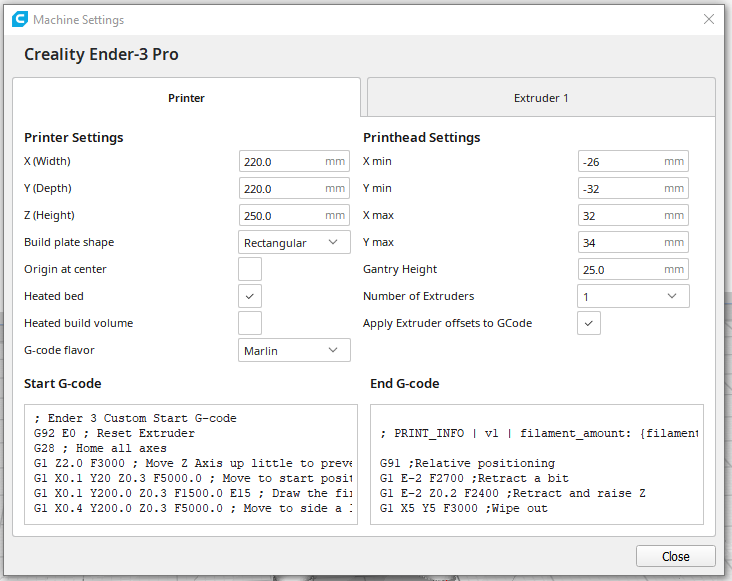 Machine Settings
Creality Ender-3 Pro
Printer
Extruder 1
Printer Settings
X (Width) 220.0 mm
Y (Depth) 220.0 mm
Z (Height) 250.0 mm
Build plate shape Rectangular
Origin at center
Heated bed
Heated build volume
G-code flavor Marlin
Printhead Settings
X min -26 mm
Y min -32 mm
X max 32 mm
Y max 34 mm
Gantry Height 25.0 mm
Number of Extruders 1
Apply Extruder offsets to GCode
Start G-code
; Ender 3 Custom Start G-code
G92 E0 ; Reset Extruder
G28 ; Home all axes
G1 Z2.0 F3000 ; Move Z Axis up little to preve
G1 X0.1 Y20 Z0.3 F5000.0 ; Move to start posit
G1 X0.1 Y200.0 Z0.3 F1500.0 E15 ; Draw the fi
G1 X0.4 Y200.0 Z0.3 F5000.0 ; Move to side a
End G-code
; PRINT_INFO | v1 | filament_amount: {filament
G91 ;Relative positioning
G1 E-2 F2700 ;Retract a bit
G1 E-2 Z0.2 F2400 ;Retract and raise Z
G1 X5 Y5 F3000 ;Wipe out
Close